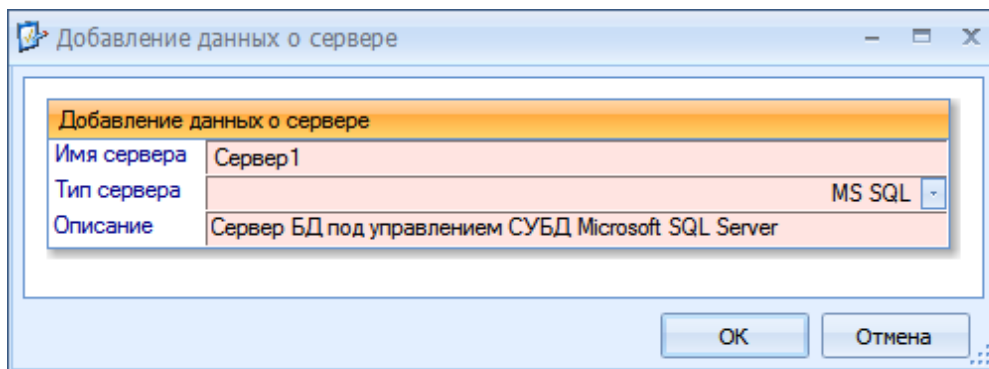 Добавление данных о сервере
Добавление данных о сервере
Имя сервера Сервер1
Тип сервера MS SQL
Описание Сервер БД под управлением СУБД Microsoft SQL Server
ОК Отмена